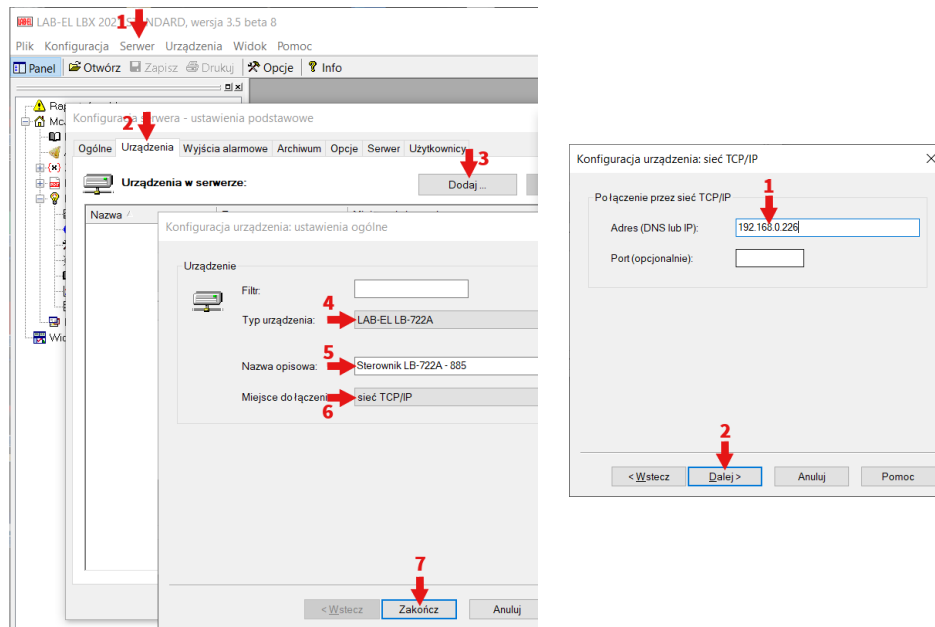 LAB-EL LBX 202 STANDARD, wersja 3.5 beta 8
1
Plik Konfiguracja Serwer Urządzenia Widok Pomoc
Panel Otwórz Zapisz Drukuj Opcje Info
Konfiguracja serwera - ustawienia podstawowe
2
Ogólne Urządzenia Wyjścia alarmowe Archiwum Opcje Serwer Użytkownicy
3
Urządzenia w serwerze:
Dodaj ...
Nazwa
Konfiguracja urządzenia: ustawienia ogólne
Urządzenie
Filtr:
4
Typ urządzenia: LAB-EL LB-722A
5
Nazwa opisowa: Sterownik LB-722A - 885
Miejsce do łączeni sieć TCP/IP
6
7
< Wstecz Zakończ Anuluj
Konfiguracja urządzenia: sieć TCP/IP
Połączenie przez sieć TCP/IP
1
Adres (DNS lub IP): 192.168.0.226
Port (opcjonalnie):
2
< Wstecz Dalej > Anuluj Pomoc